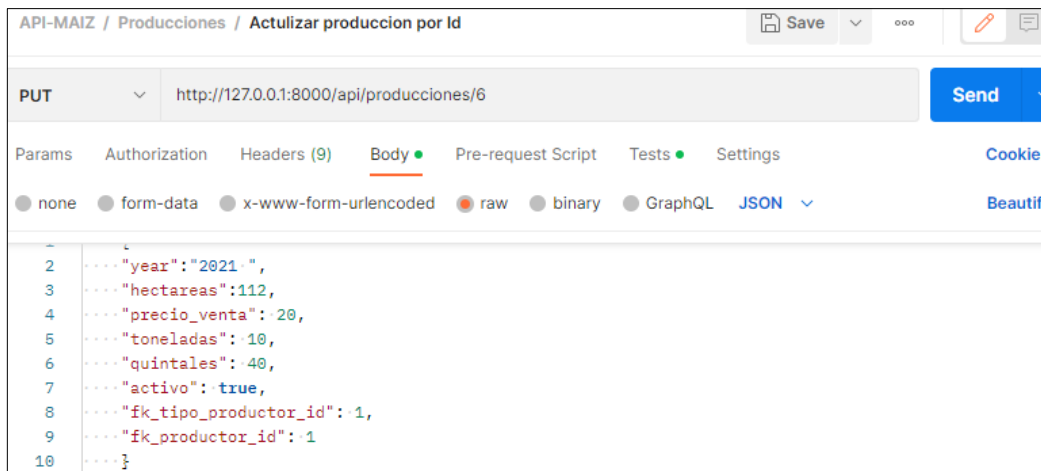 API-MAIZ / Producciones / Actulizar produccion por Id
Save
PUT
http://127.0.0.1:8000/api/producciones/6
Send
Params Authorization Headers (9) Body Pre-request Script Tests Settings Cookie
none form-data x-www-form-urlencoded raw binary GraphQL JSON Beautif
2 "year":"2021 ",
3 "hectareas":112,
4 "precio_venta": 20,
5 "toneladas": 10,
6 "quintales": 40,
7 "activo": true,
8 "fk_tipo_productor_id": 1,
9 "fk_productor_id": 1
10 }